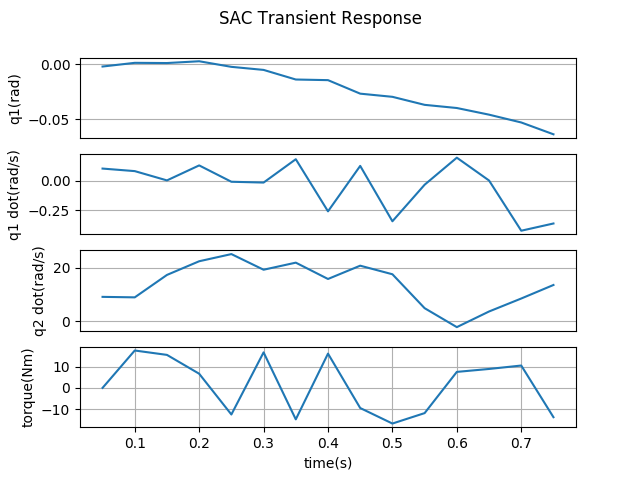 SAC Transient Response
q1(rad)
0.00
−0.05
q1 dot(rad/s)
0.00
−0.25
q2 dot(rad/s)
20
0
torque(Nm)
10
0
−10
0.1 0.2 0.3 0.4 0.5 0.6 0.7
time(s)